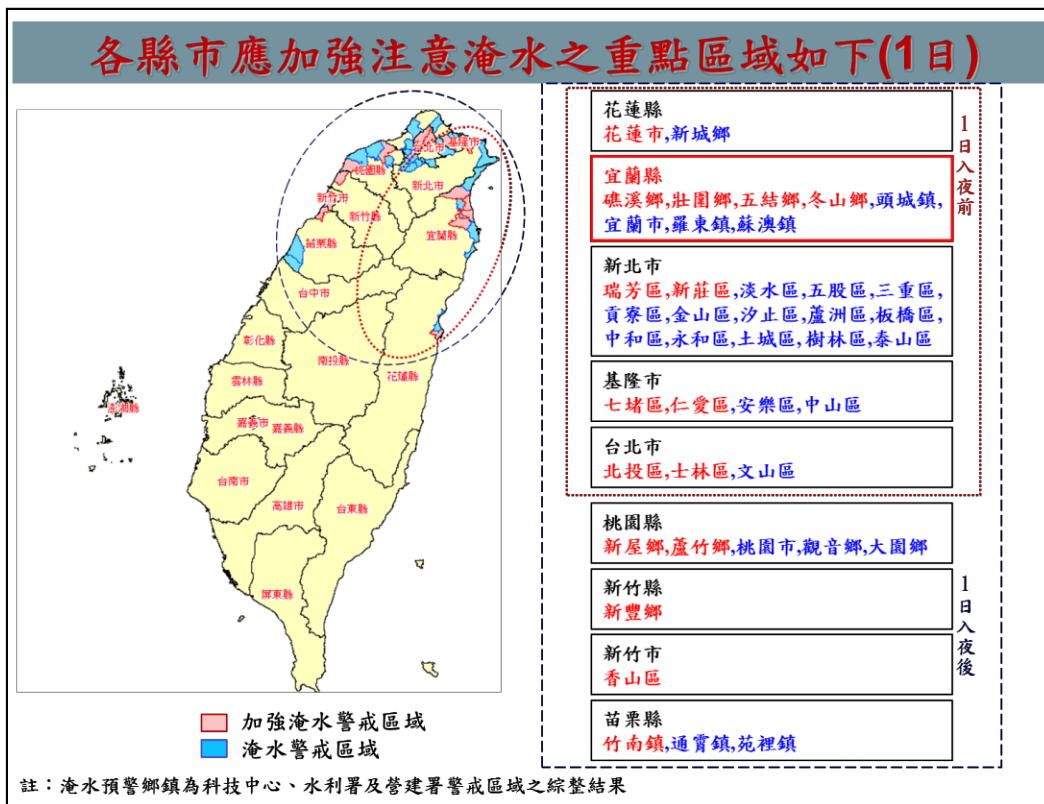 各縣市應加強注意淹水之重點區域如下(1日)
台北市
基隆市
桃園縣
新北市
新竹市
新竹縣
宜蘭縣
苗栗縣
台中市
彰化縣
南投縣
花蓮縣
雲林縣
澎湖縣
嘉義市
嘉義縣
台南市
高雄市
台東縣
屏東縣
加強淹水警戒區域
淹水警戒區域
1日入夜前
花蓮縣
花蓮市,新城鄉
宜蘭縣
礁溪鄉,壯圍鄉,五結鄉,冬山鄉,頭城鎮,
宜蘭市,羅東鎮,蘇澳鎮
新北市
瑞芳區,新莊區,淡水區,五股區,三重區,
貢寮區,金山區,汐止區,蘆洲區,板橋區,
中和區,永和區,土城區,樹林區,泰山區
基隆市
七堵區,仁愛區,安樂區,中山區
台北市
北投區,士林區,文山區
1日入夜後
桃園縣
新屋鄉,蘆竹鄉,桃園市,觀音鄉,大園鄉
新竹縣
新豐鄉
新竹市
香山區
苗栗縣
竹南鎮,通霄鎮,苑裡鎮
註：淹水預警鄉鎮為科技中心、水利署及營建署警戒區域之綜整結果